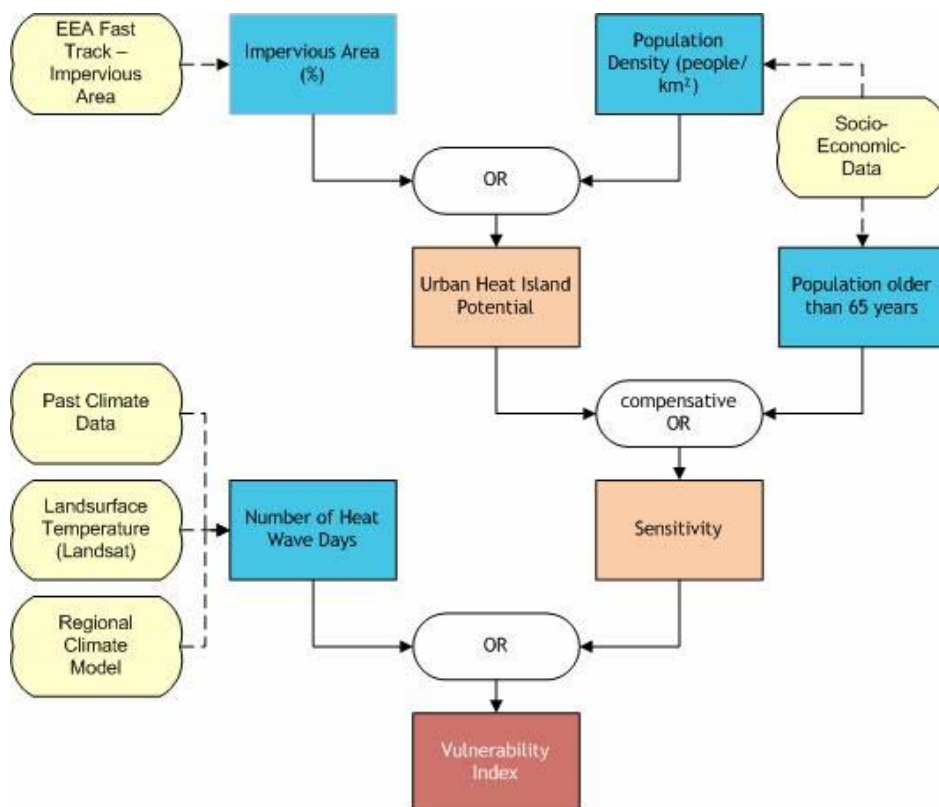 EEA Fast
Track –
Impervious
Area
Impervious Area
(%)
Population
Density (people/
km²)
Socio-
Economic-
Data
OR
Urban Heat Island
Potential
Population older
than 65 years
Past Climate
Data
compensative
OR
Landsurface
Temperature
(Landsat)
Number of Heat
Wave Days
Sensitivity
Regional
Climate
Model
OR
Vulnerability
Index